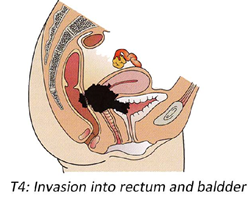 T4: Invasion into rectum and baldder